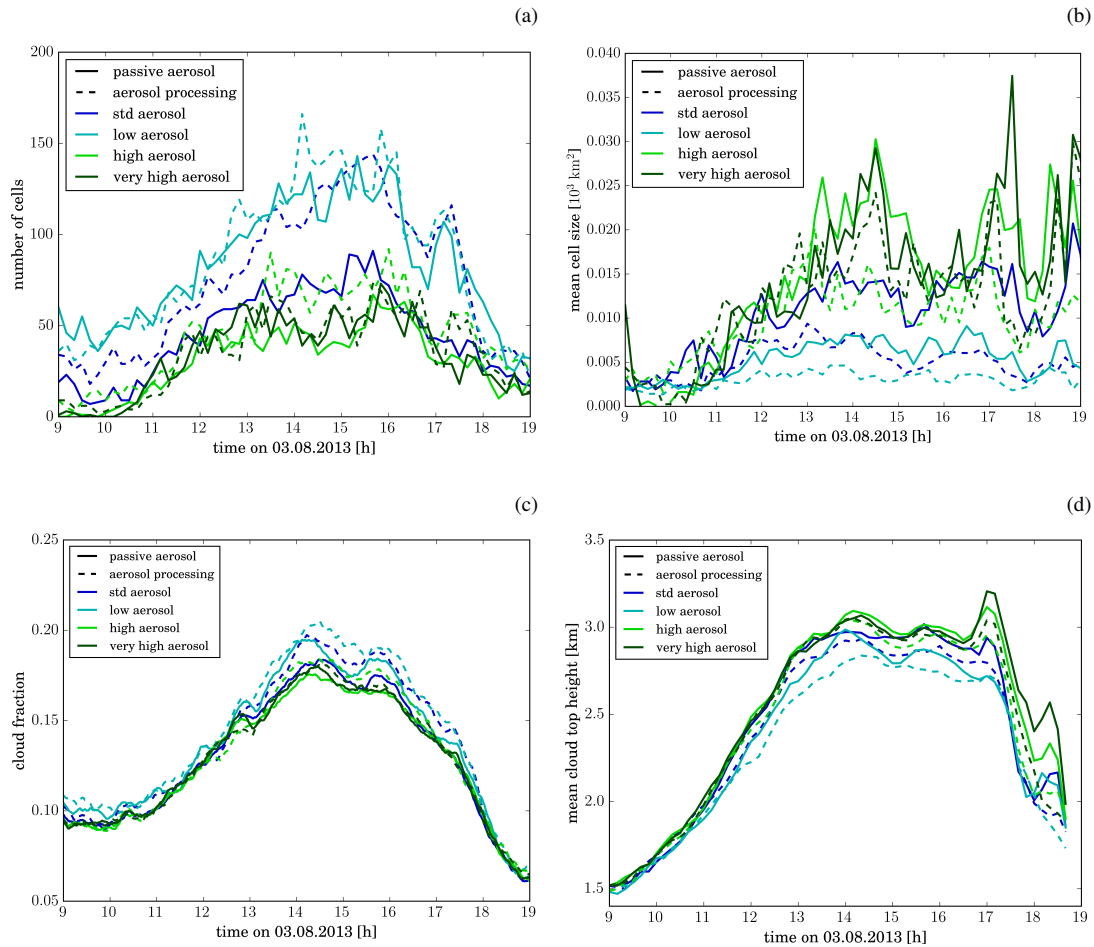 (a)
200
150
100
50
0
number of cells
passive aerosol
aerosol processing
std aerosol
low aerosol
high aerosol
very high aerosol
9 10 11 12 13 14 15 16 17 18 19
time on 03.08.2013 [h]
(b)
0.040
0.035
0.030
0.025
0.020
0.015
0.010
0.005
0.000
mean cell size [10³ km²]
passive aerosol
aerosol processing
std aerosol
low aerosol
high aerosol
very high aerosol
9 10 11 12 13 14 15 16 17 18 19
time on 03.08.2013 [h]
(c)
0.25
0.20
0.15
0.10
0.05
cloud fraction
passive aerosol
aerosol processing
std aerosol
low aerosol
high aerosol
very high aerosol
9 10 11 12 13 14 15 16 17 18 19
time on 03.08.2013 [h]
(d)
3.5
3.0
2.5
2.0
1.5
mean cloud top height [km]
passive aerosol
aerosol processing
std aerosol
low aerosol
high aerosol
very high aerosol
9 10 11 12 13 14 15 16 17 18 19
time on 03.08.2013 [h]